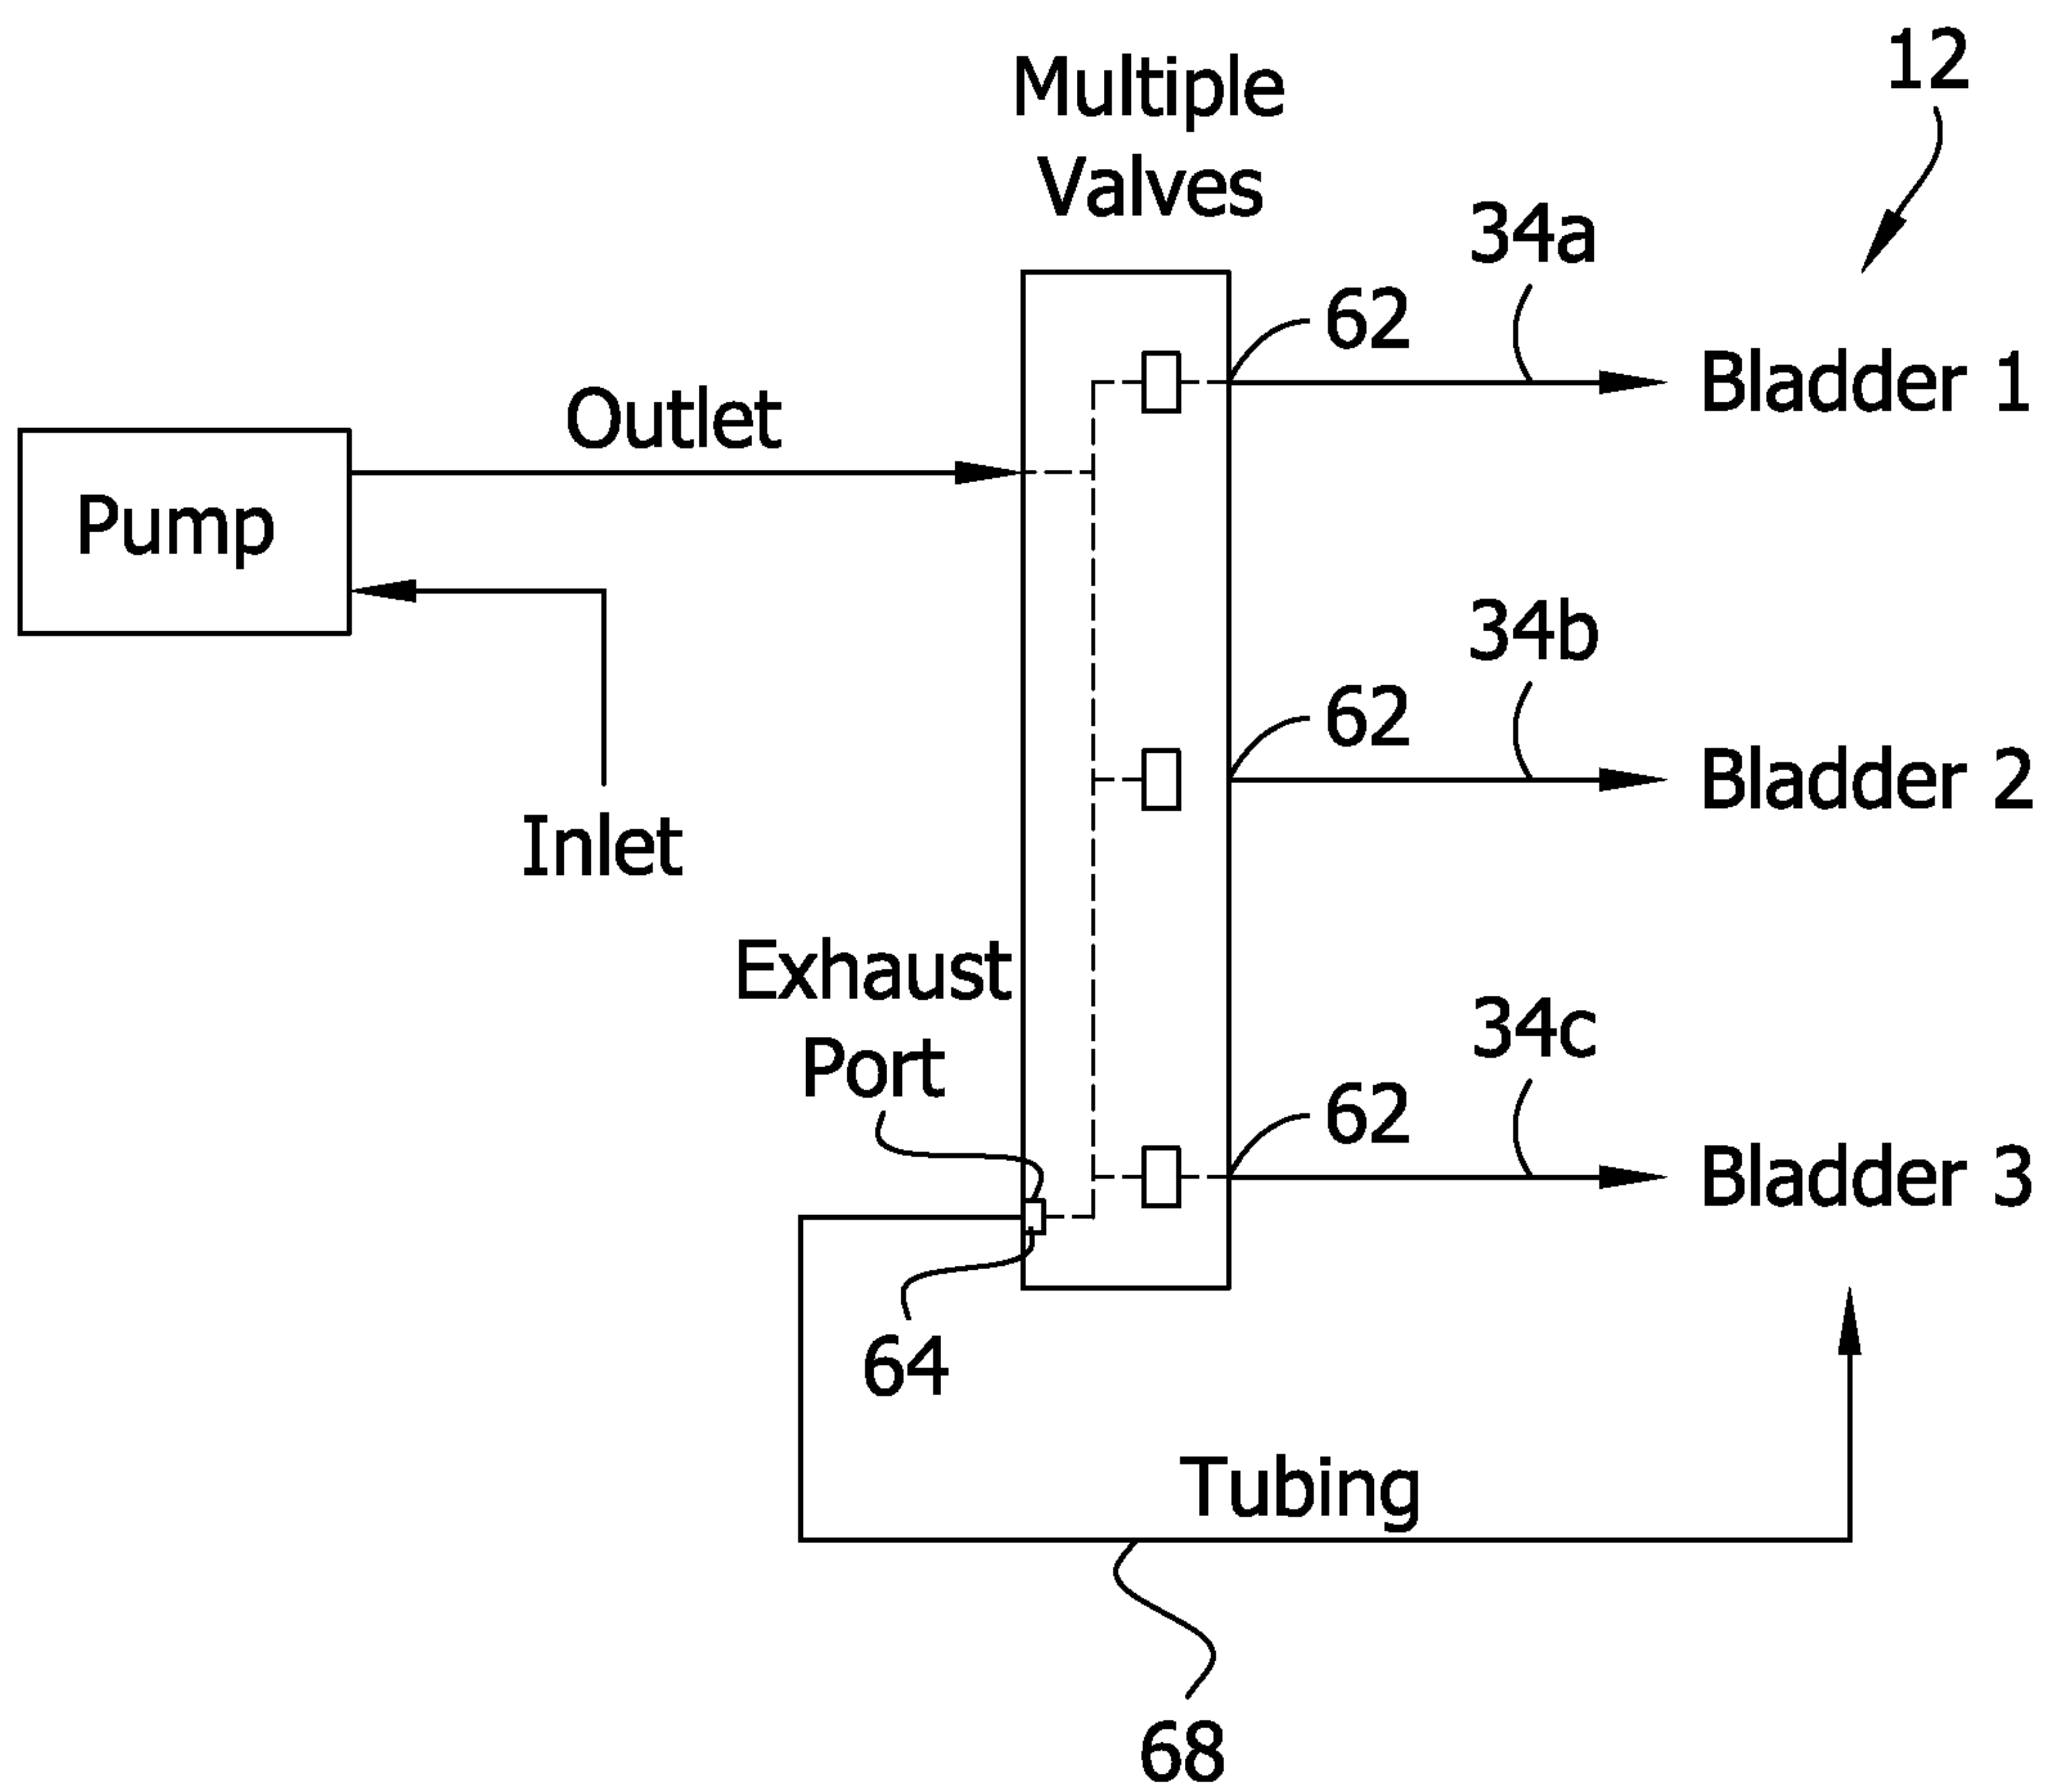 12
Multiple
Valves
34a
62
Bladder 1
Outlet
Pump
34b
62
Bladder 2
Inlet
Exhaust
Port
34c
62
Bladder 3
64
Tubing
68